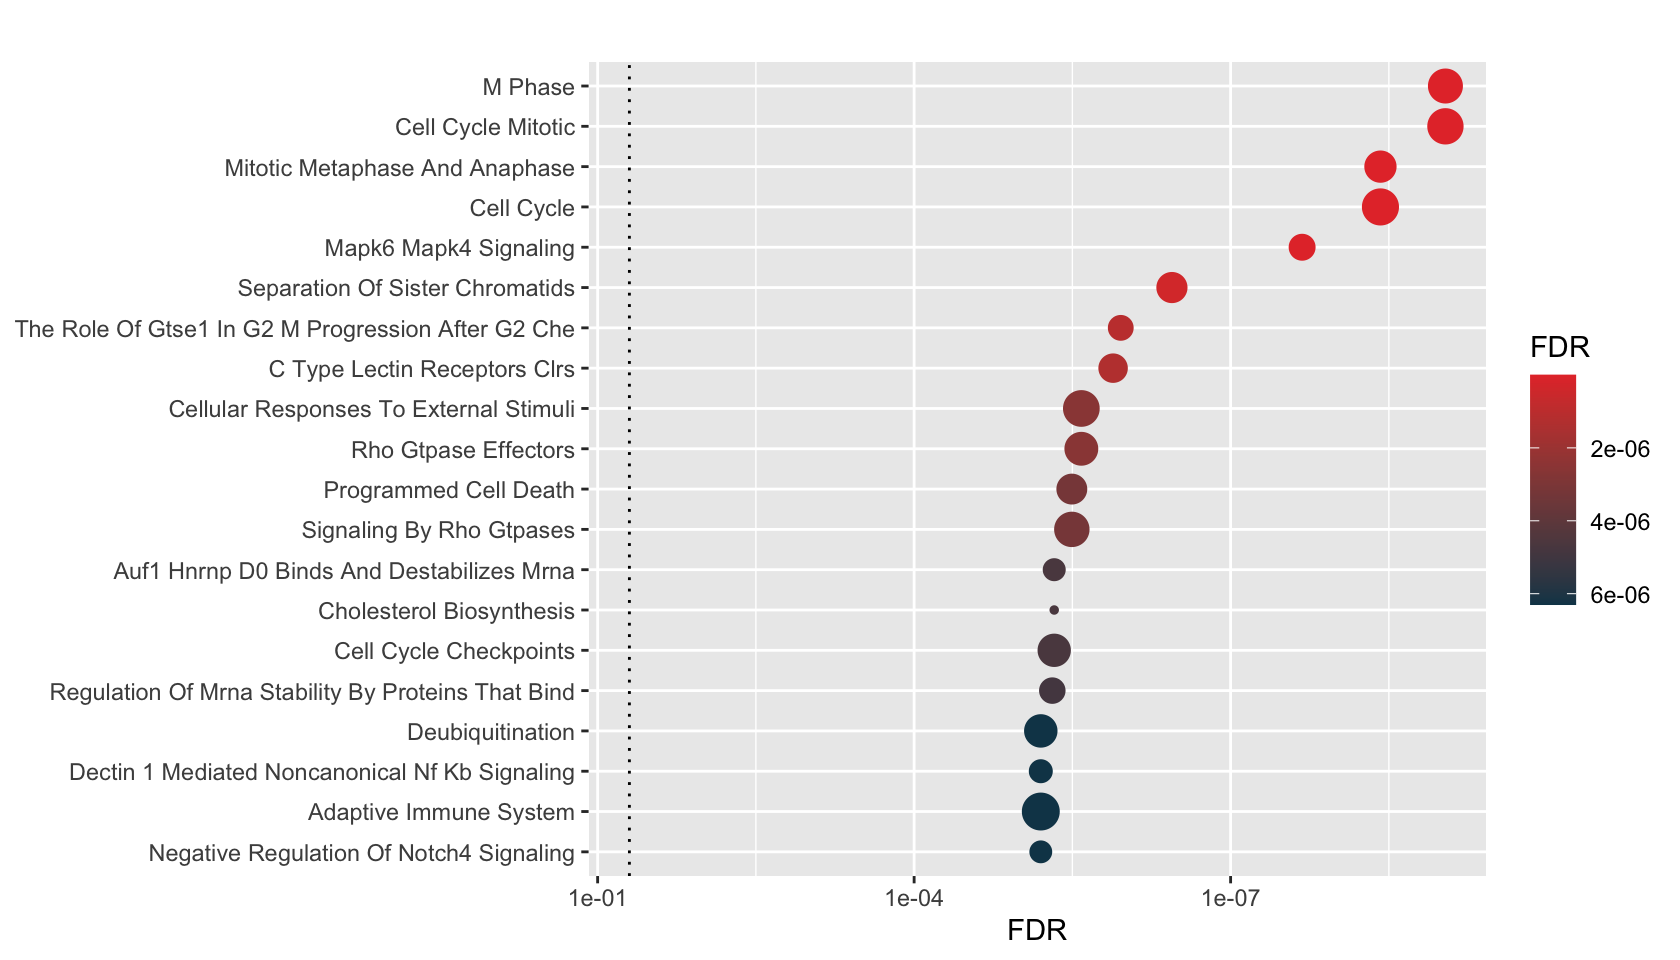 M Phase
Cell Cycle Mitotic
Mitotic Metaphase And Anaphase
Cell Cycle
Mapk6 Mapk4 Signaling
Separation Of Sister Chromatids
The Role Of Gtse1 In G2 M Progression After G2 Che
C Type Lectin Receptors Clrs
Cellular Responses To External Stimuli
Rho Gtpase Effectors
Programmed Cell Death
Signaling By Rho Gtpases
Auf1 Hnrnp D0 Binds And Destabilizes Mrna
Cholesterol Biosynthesis
Cell Cycle Checkpoints
Regulation Of Mrna Stability By Proteins That Bind
Deubiquitination
Dectin 1 Mediated Noncanonical Nf Kb Signaling
Adaptive Immune System
Negative Regulation Of Notch4 Signaling
1e-01 1e-04 1e-07
FDR
FDR
2e-06
4e-06
6e-06